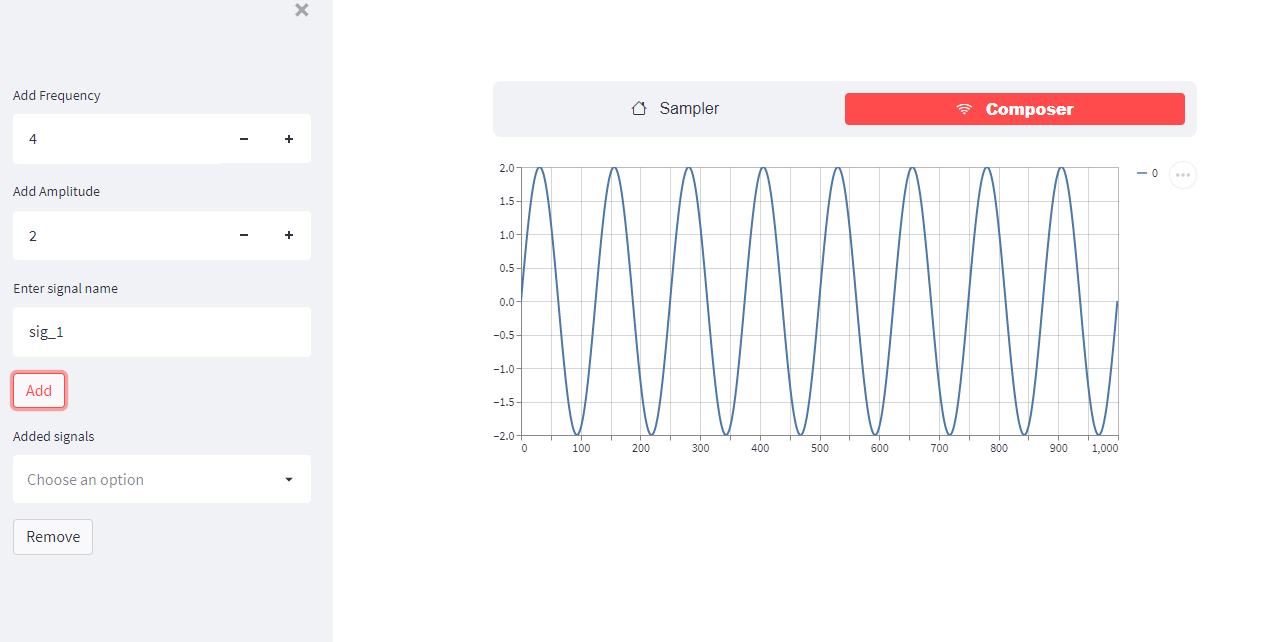 Add Frequency
4
Add Amplitude
2
Enter signal name
sig_1
Add
Added signals
Choose an option
Remove
Sampler
Composer
2.0
1.5
1.0
0.5
0.0
−0.5
−1.0
−1.5
−2.0
0 100 200 300 400 500 600 700 800 900 1,000
0